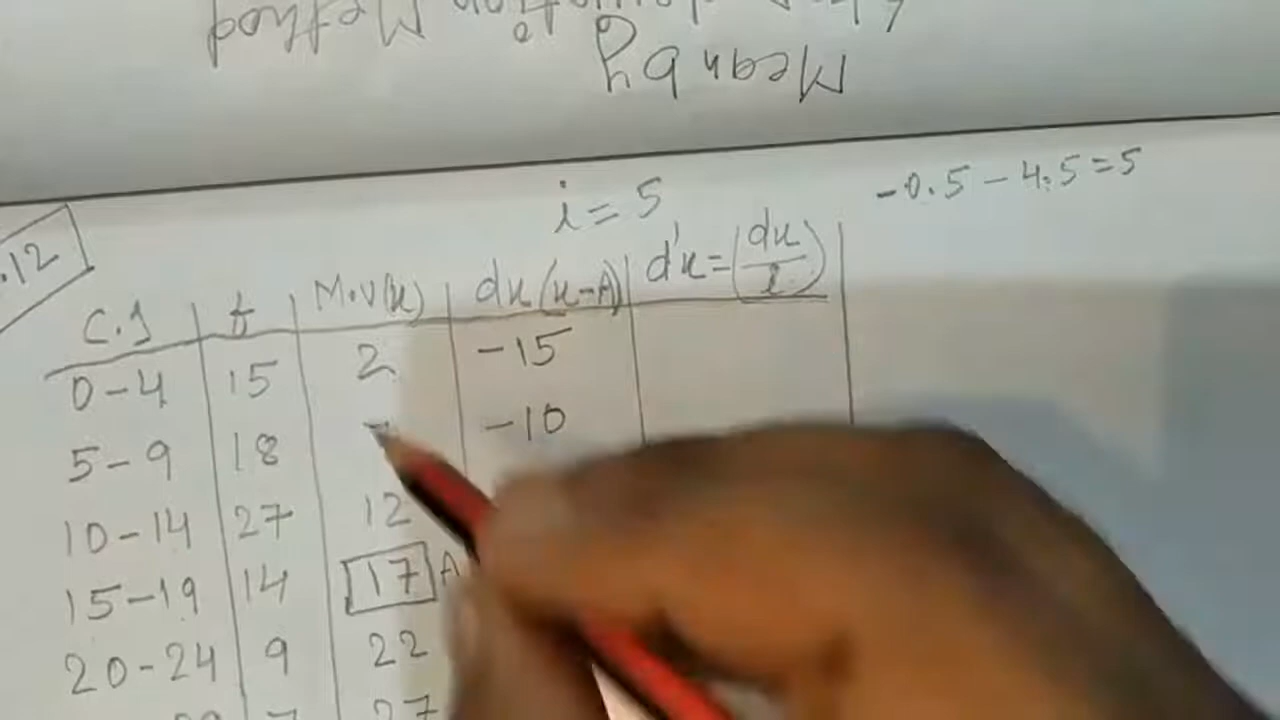 Mean by
Method
-0.5-4.5=5
i=5
.12
C.I f M.V(x) dx(x-A) d'x=(dx/i)
0-4 15 2 -15
5-9 18 -10
10-14 27 12
15-19 14 17 A
20-24 9 22
27